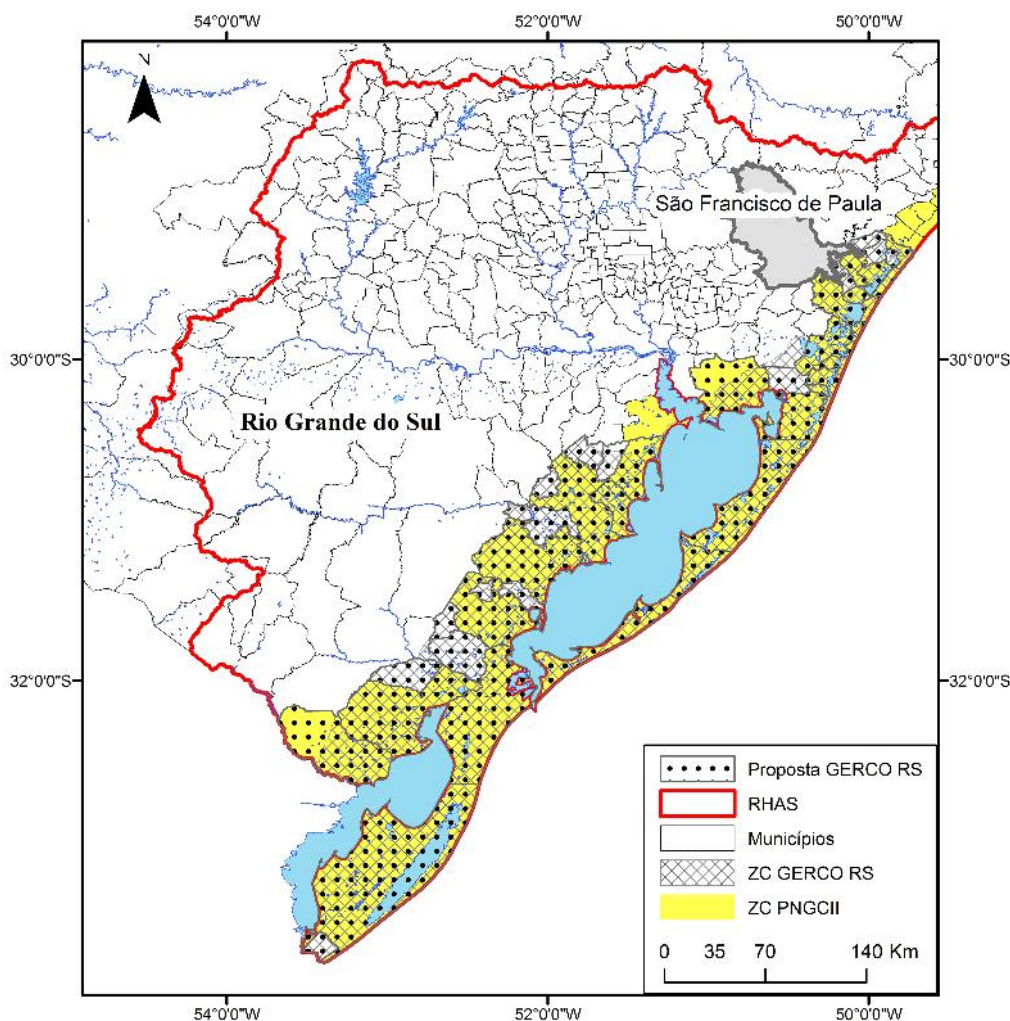 54°0'0"W
52°0'0"W
50°0'0"W
N
São Francisco de Paula
30°0'0"S
30°0'0"S
Rio Grande do Sul
32°0'0"S
32°0'0"S
Proposta GERCO RS
RHAS
Municípios
ZC GERCO RS
ZC PNGCII
0 35 70 140 Km
54°0'0"W
52°0'0"W
50°0'0"W